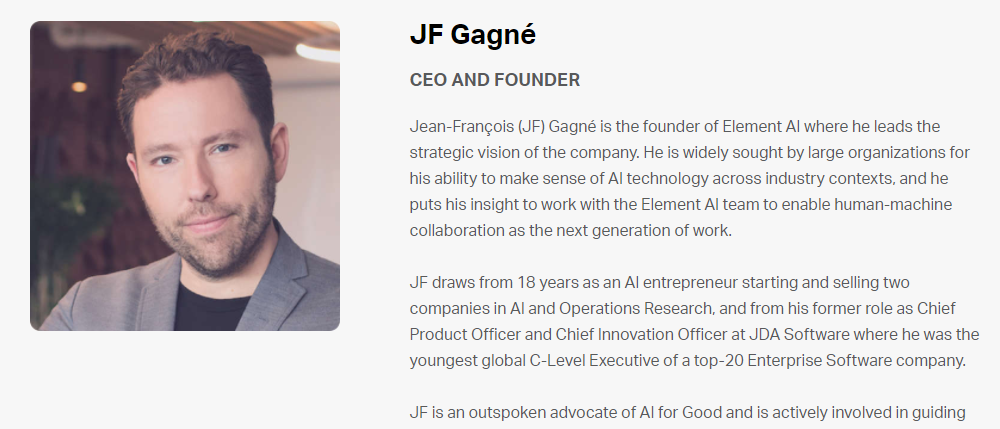 JF Gagné
CEO AND FOUNDER
Jean-François (JF) Gagné is the founder of Element AI where he leads the
strategic vision of the company. He is widely sought by large organizations for
his ability to make sense of AI technology across industry contexts, and he
puts his insight to work with the Element AI team to enable human-machine
collaboration as the next generation of work.
JF draws from 18 years as an AI entrepreneur starting and selling two
companies in AI and Operations Research, and from his former role as Chief
Product Officer and Chief Innovation Officer at JDA Software where he was the
youngest global C-Level Executive of a top-20 Enterprise Software company.
JF is an outspoken advocate of AI for Good and is actively involved in guiding